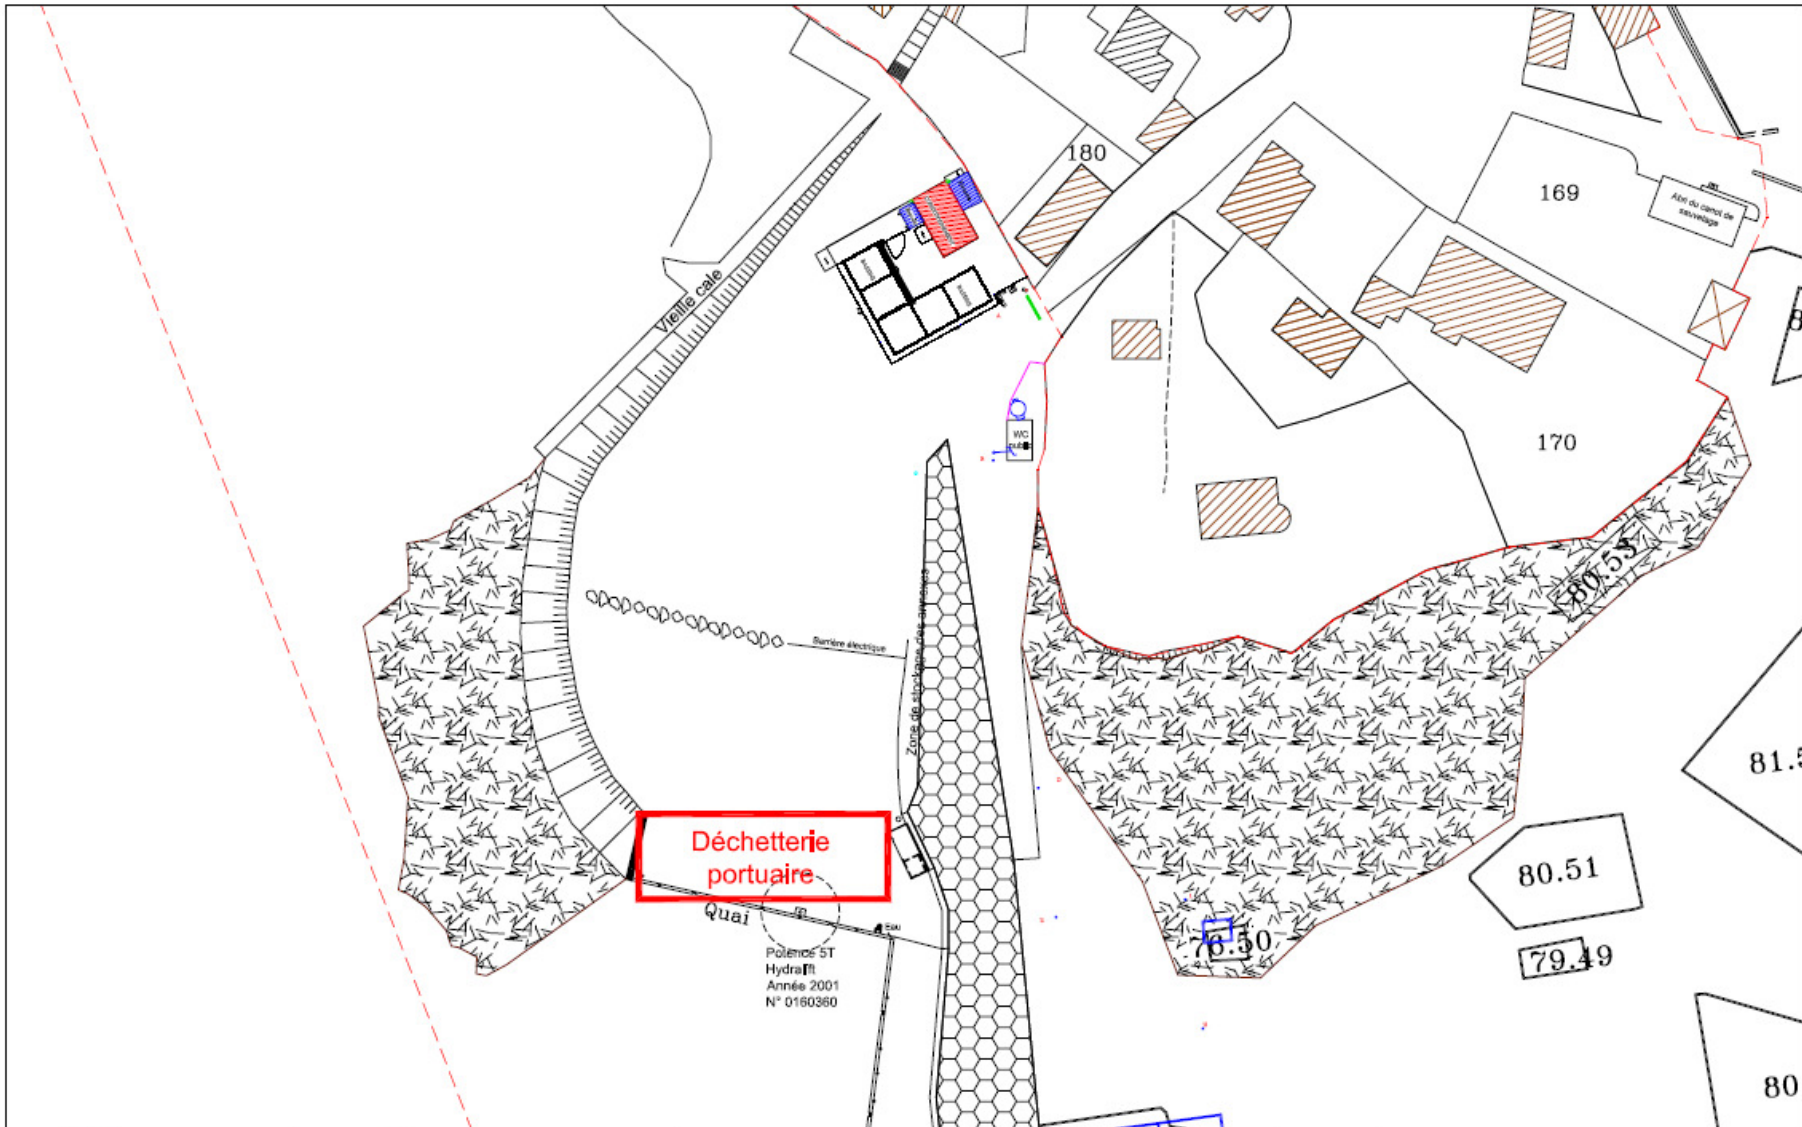 180
169
Abri du canot de
sauvetage
Vieille cale
WC
public
170
80.53
Barrière électrique
Zone de stockage des annexes
81.5
Déchetterie
portuaire
80.51
Quai
Eau
76.50
79.49
Potence 5T
Hydralift
Année 2001
N° 0160360
80
8